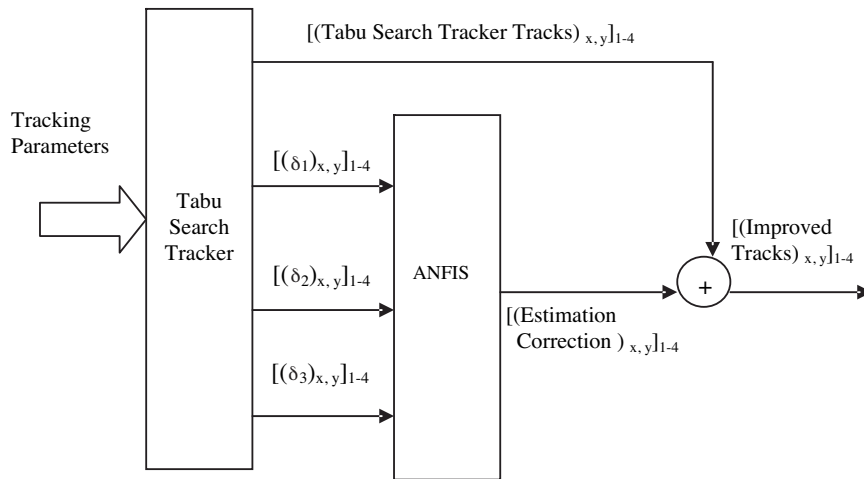 [(Tabu Search Tracker Tracks) x, y]1-4
Tracking
Parameters
Tabu
Search
Tracker
[(δ1)x, y]1-4
[(δ2)x, y]1-4
[(δ3)x, y]1-4
ANFIS
[(Estimation
Correction ) x, y]1-4
[(Improved
Tracks) x, y]1-4
+